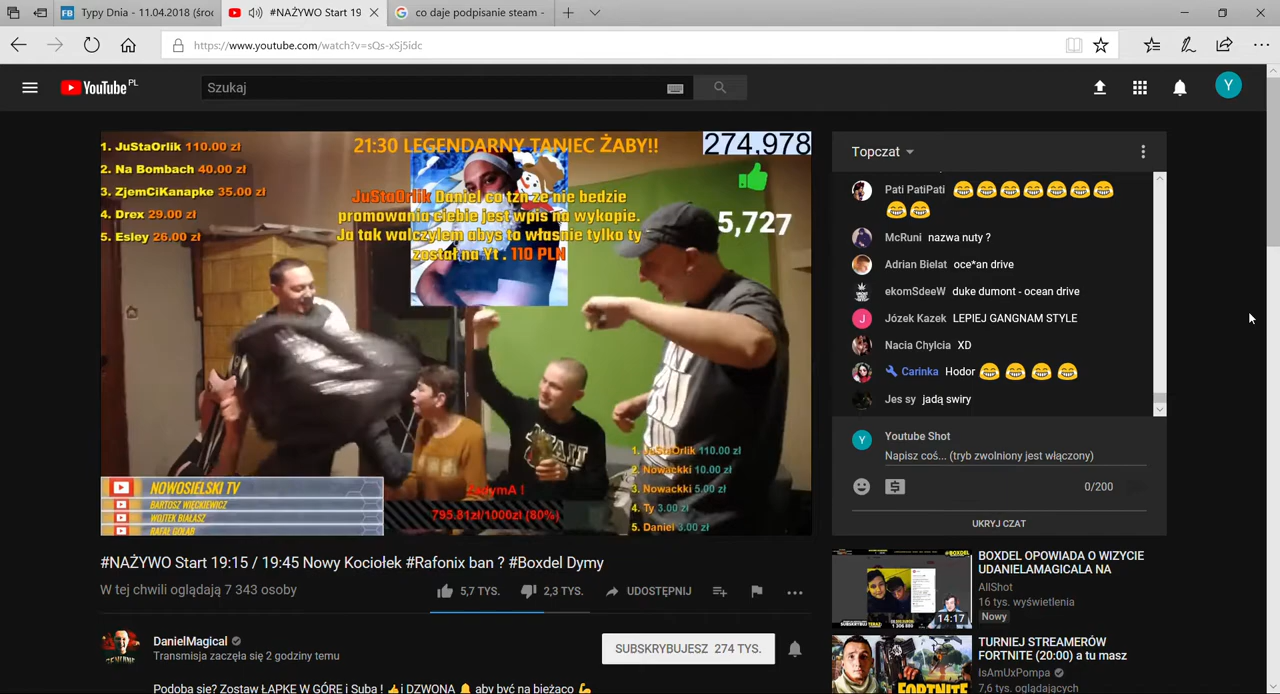 Typy Dnia - 11.04.2018 (śroc
#NAŻYWO Start 19
co daje podpisanie steam -
https://www.youtube.com/watch?v=sQs-xSj5idc
YouTube PL
Szukaj
Y
1. JuStaOrlik 110.00 zł
2. Na Bombach 40.00 zł
3. ZjemCiKanapke 35.00 zł
4. Drex 29.00 zł
5. Esley 26.00 zł
21:30 LEGENDARNY TANIEC ŻABY!!
274,978
5,727
JuStaOrlik Daniel co tzn ze nie bedzie
promowania ciebie jest wpis na wykopie.
Ja tak walczylem abys to wlasnie tylko ty
zostal na Yt . 110 PLN
1. JuStaOrlik 110.00 zł
2. Nowackki 10.00 zł
3. Nowackki 5.00 zł
4. Ty 3.00 zł
5. Daniel 3.00 zł
795.81zł/1000zł (80%)
NOWOSIELSKI TV
BARTOSZ WIĘCKIEWICZ
WOJTEK BIAŁASZ
RAFAŁ GOŁĄB
Topczat
Pati PatiPati 😂😂😂😂😂😂😂
😂😂
McRuni nazwa nuty ?
Adrian Bielat oce*an drive
ekomSdeeW duke dumont - ocean drive
J
Józek Kazek LEPIEJ GANGNAM STYLE
Nacia Chylcia XD
Carinka Hodor 😂😂😂😂
Jes sy jadą swiry
Y
Youtube Shot
Napisz coś... (tryb zwolniony jest włączony)
0/200
UKRYJ CZAT
#NAŻYWO Start 19:15 / 19:45 Nowy Kociołek #Rafonix ban ? #Boxdel Dymy
W tej chwili oglądają 7 343 osoby
5,7 TYS.
2,3 TYS.
UDOSTĘPNIJ
DanielMagical
Transmisja zaczęła się 2 godziny temu
SUBSKRYBUJESZ 274 TYS.
Podoba się? Zostaw ŁAPKE W GÓRE i Suba ! 👍i DZWONA 🔔 aby być na bieżąco 💪
BOXDEL OPOWIADA O WIZYCIE
UDANIELAMAGICALA NA
AllShot
16 tys. wyświetlenia
Nowy
14:17
TURNIEJ STREAMERÓW
FORTNITE (20:00) a tu masz
IsAmUxPompa
7,6 tys. oglądających
FORTNITE